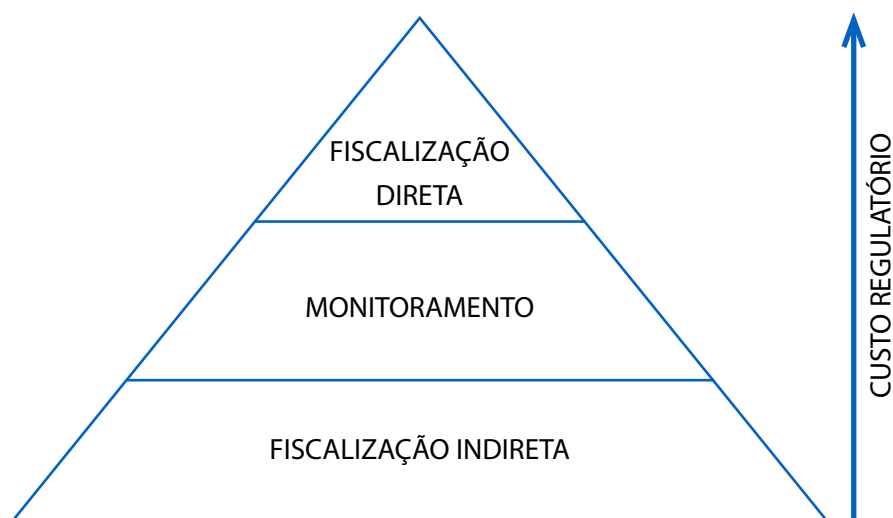 FISCALIZAÇÃO
DIRETA
MONITORAMENTO
FISCALIZAÇÃO INDIRETA
CUSTO REGULATÓRIO